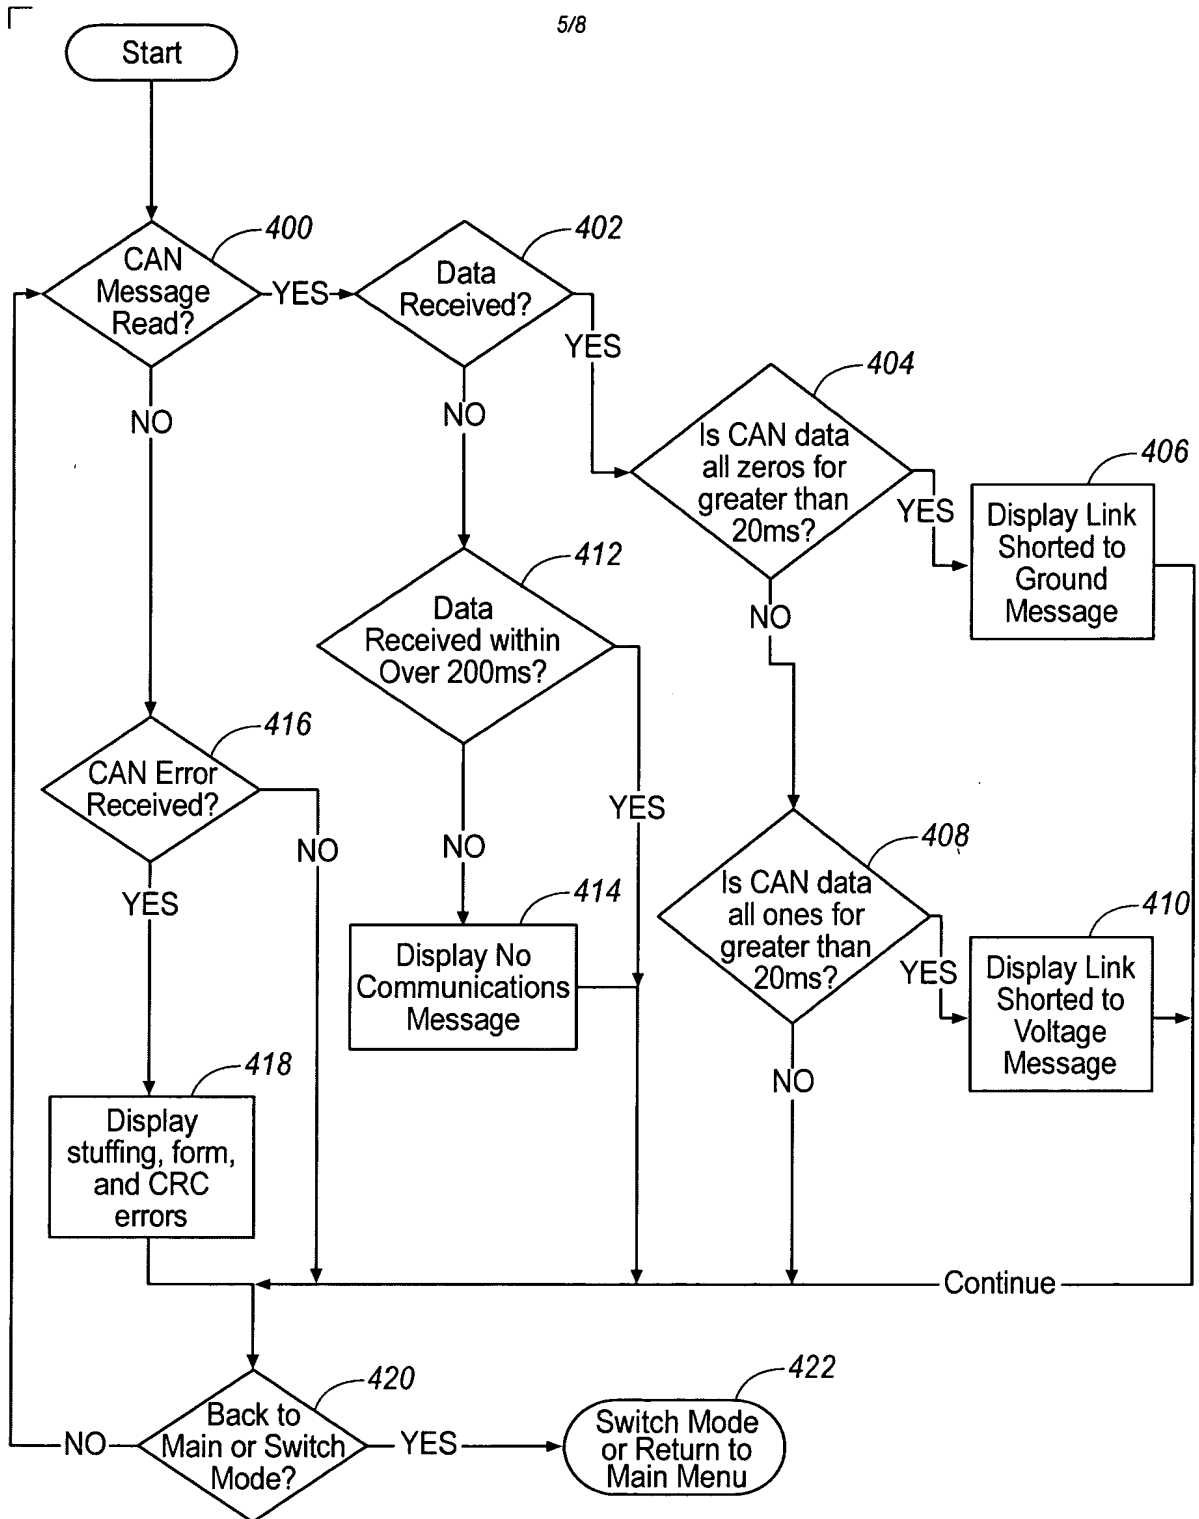 5/8
Start
400
CAN
Message
Read?
YES
402
Data
Received?
YES
NO
NO
404
Is CAN data
all zeros for
greater than
20ms?
YES
406
Display Link
Shorted to
Ground
Message
NO
412
Data
Received within
Over 200ms?
YES
NO
416
CAN Error
Received?
NO
YES
408
Is CAN data
all ones for
greater than
20ms?
YES
410
Display Link
Shorted to
Voltage
Message
NO
414
Display No
Communications
Message
418
Display
stuffing, form,
and CRC
errors
Continue
420
Back to
Main or Switch
Mode?
NO
YES
422
Switch Mode
or Return to
Main Menu